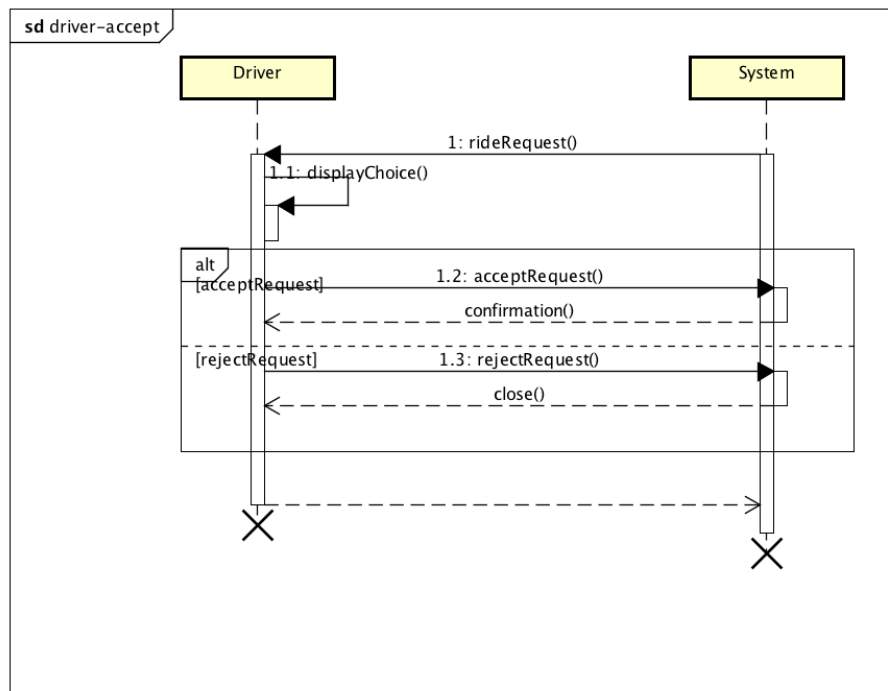 sd driver-accept
Driver
System
1: rideRequest()
1.1: displayChoice()
alt
[acceptRequest]
1.2: acceptRequest()
confirmation()
[rejectRequest]
1.3: rejectRequest()
close()